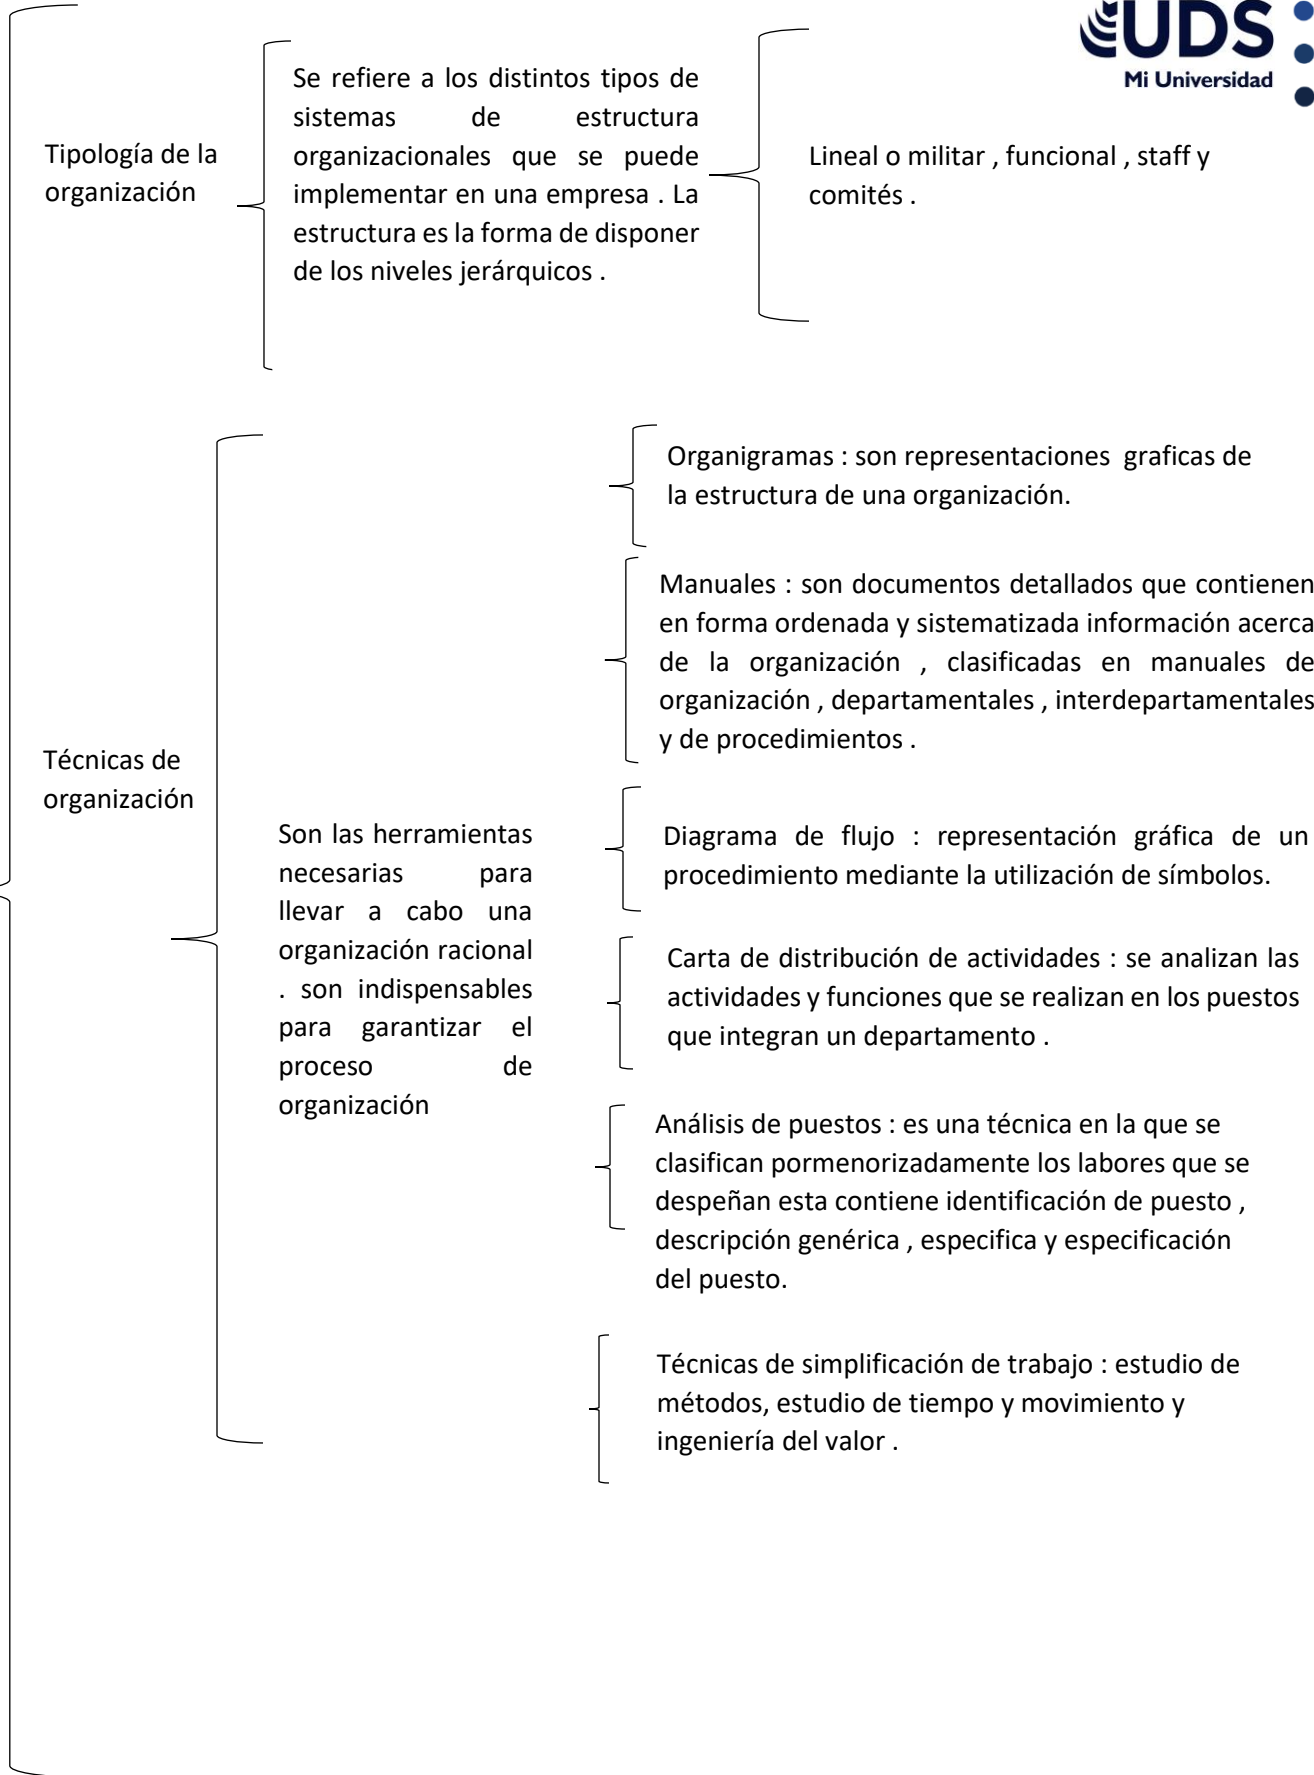 UDS
Mi Universidad
Tipología de la
organización
Se refiere a los distintos tipos de
sistemas de estructura
organizacionales que se puede
implementar en una empresa . La
estructura es la forma de disponer
de los niveles jerárquicos .
Lineal o militar , funcional , staff y
comités .
Técnicas de
organización
Son las herramientas
necesarias para
llevar a cabo una
organización racional
. son indispensables
para garantizar el
proceso de
organización
Organigramas : son representaciones graficas de
la estructura de una organización.
Manuales : son documentos detallados que contienen
en forma ordenada y sistematizada información acerca
de la organización , clasificadas en manuales de
organización , departamentales , interdepartamentales
y de procedimientos .
Diagrama de flujo : representación gráfica de un
procedimiento mediante la utilización de símbolos.
Carta de distribución de actividades : se analizan las
actividades y funciones que se realizan en los puestos
que integran un departamento .
Análisis de puestos : es una técnica en la que se
clasifican pormenorizadamente los labores que se
despeñan esta contiene identificación de puesto ,
descripción genérica , especifica y especificación
del puesto.
Técnicas de simplificación de trabajo : estudio de
métodos, estudio de tiempo y movimiento y
ingeniería del valor .